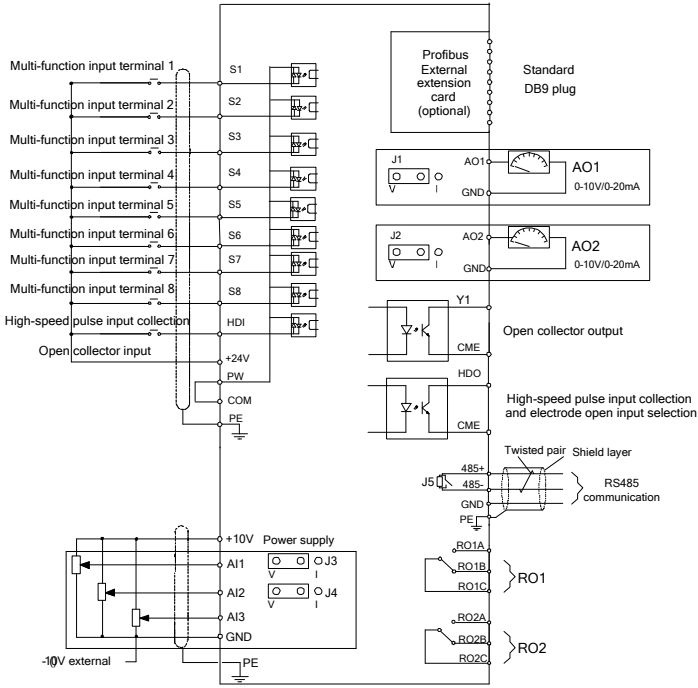 Multi-function input terminal 1
S1
Multi-function input terminal 2
S2
Multi-function input terminal 3
S3
Multi-function input terminal 4
S4
Multi-function input terminal 5
S5
Multi-function input terminal 6
S6
Multi-function input terminal 7
S7
Multi-function input terminal 8
S8
High-speed pulse input collection
HDI
Open collector input
+24V
PW
COM
PE
+10V Power supply
AI1
J3
V I
AI2
J4
V I
AI3
GND
external
PE
Profibus
External
extension
card
(optional)
Standard
DB9 plug
J1
V I
AO1
GND
AO1
0-10V/0-20mA
J2
V I
AO2
GND
AO2
0-10V/0-20mA
Y1
CME
Open collector output
HDO
CME
High-speed pulse input collection
and electrode open input selection
Twisted pair
Shield layer
J5
485+
485-
GND
PE
RS485
communication
RO1A
RO1B
RO1C
RO1
RO2A
RO2B
RO2C
RO2